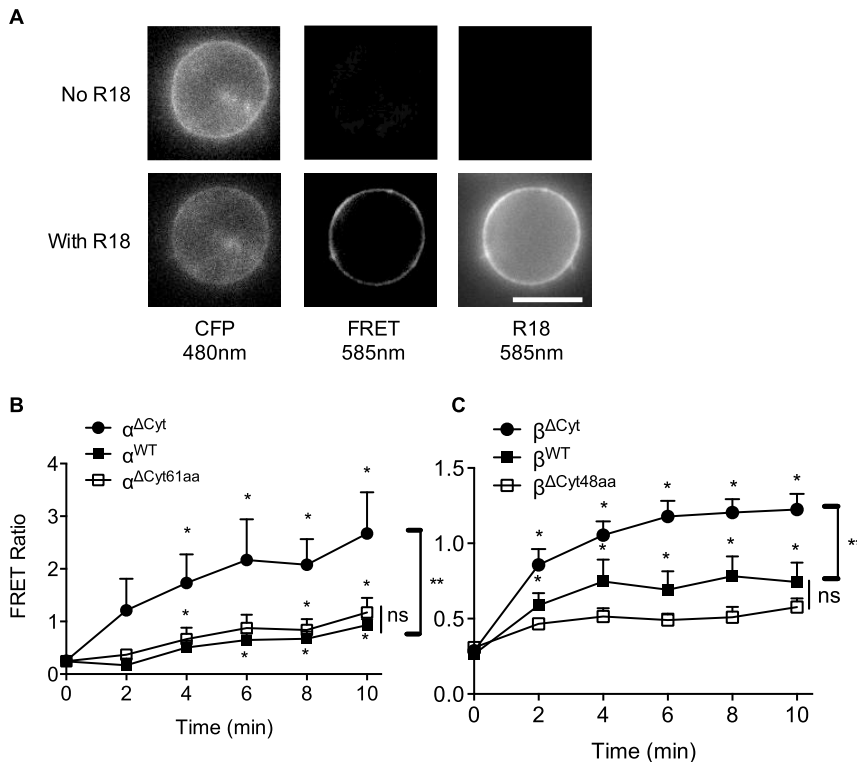 A
No R18
With R18
CFP
480nm
FRET
585nm
R18
585nm
B
α^ΔCyt
α^WT
α^ΔCyt61aa
4
3
2
1
0
FRET Ratio
* * * *
* * *
* * * *
**
ns
0 2 4 6 8 10
Time (min)
C
β^ΔCyt
β^WT
β^ΔCyt48aa
1.5
1.0
0.5
0.0
* * * * *
* * * * *
**
ns
0 2 4 6 8 10
Time (min)